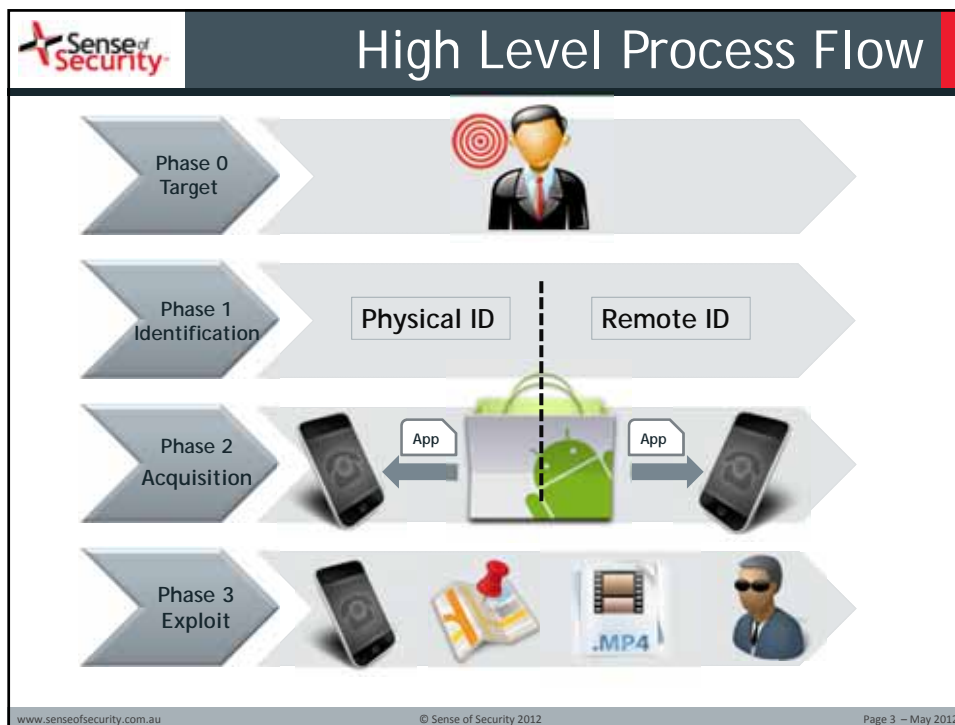 Sense of
Security
High Level Process Flow
Phase 0
Target
Phase 1
Identification
Physical ID
Remote ID
Phase 2
Acquisition
App
App
Phase 3
Exploit
.MP4
www.senseofsecurity.com.au
© Sense of Security 2012
Page 3 – May 2012